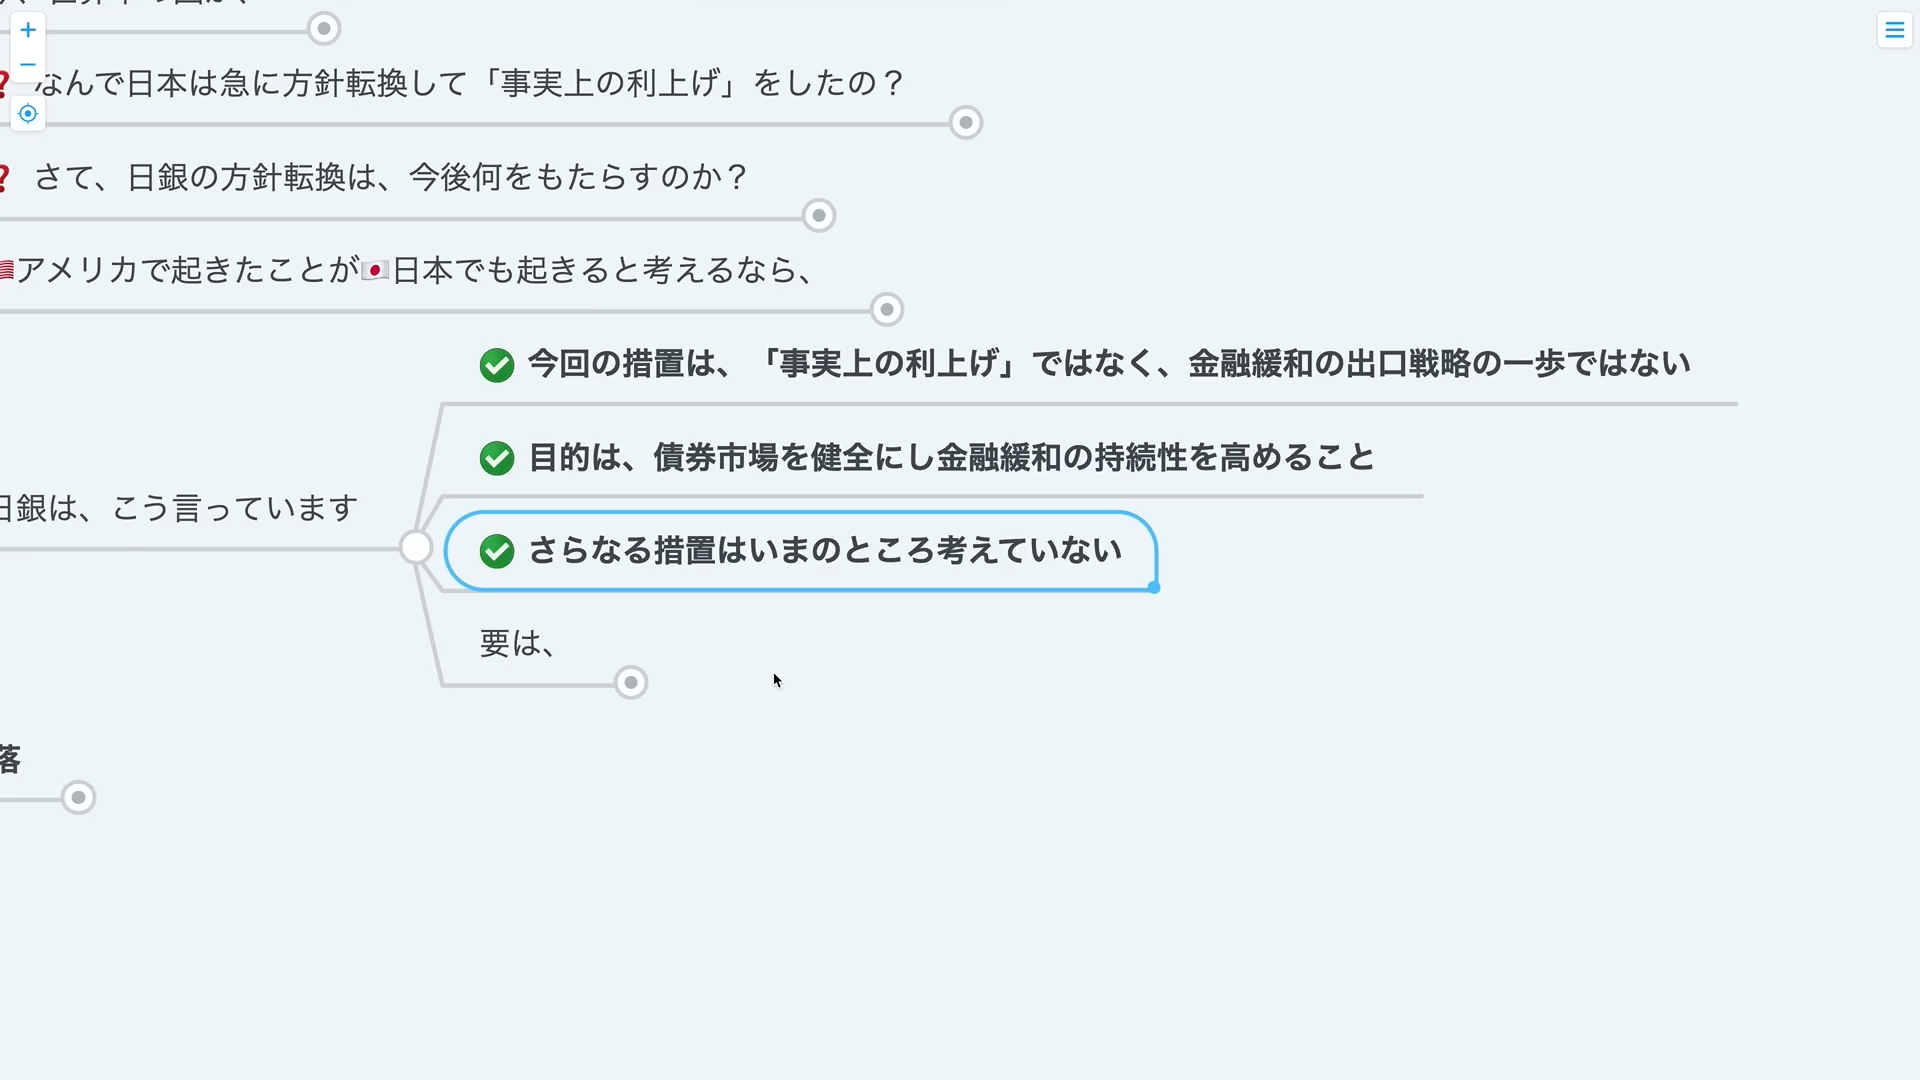 なんで日本は急に方針転換して「事実上の利上げ」をしたの？
さて、日銀の方針転換は、今後何をもたらすのか？
アメリカで起きたことが🇯🇵日本でも起きると考えるなら、
✅ 今回の措置は、「事実上の利上げ」ではなく、金融緩和の出口戦略の一歩ではない
✅ 目的は、債券市場を健全にし金融緩和の持続性を高めること
日銀は、こう言っています
✅ さらなる措置はいまのところ考えていない
要は、
落